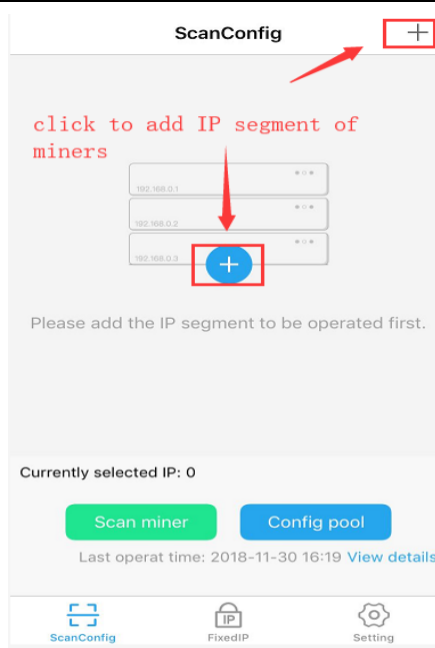 ScanConfig
click to add IP segment of
miners
192.168.0.1
192.168.0.2
192.168.0.3
Please add the IP segment to be operated first.
Currently selected IP: 0
Scan miner
Config pool
Last operat time: 2018-11-30 16:19 View details
IP
ScanConfig
FixedIP
Setting